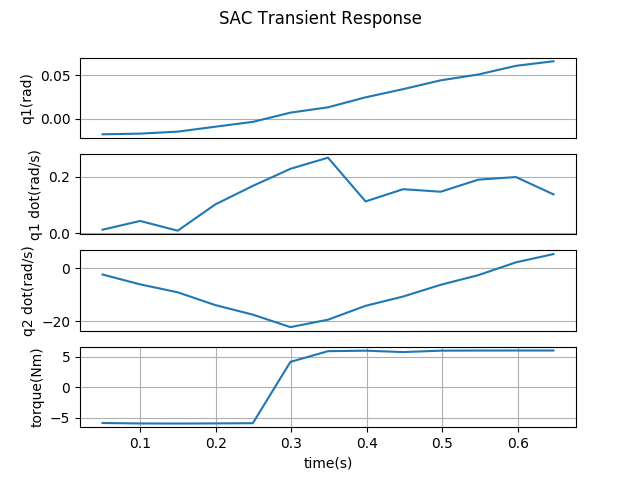 SAC Transient Response
q1(rad)
0.05
0.00
q1 dot(rad/s)
0.2
0.0
q2 dot(rad/s)
0
−20
torque(Nm)
5
0
−5
0.1 0.2 0.3 0.4 0.5 0.6
time(s)